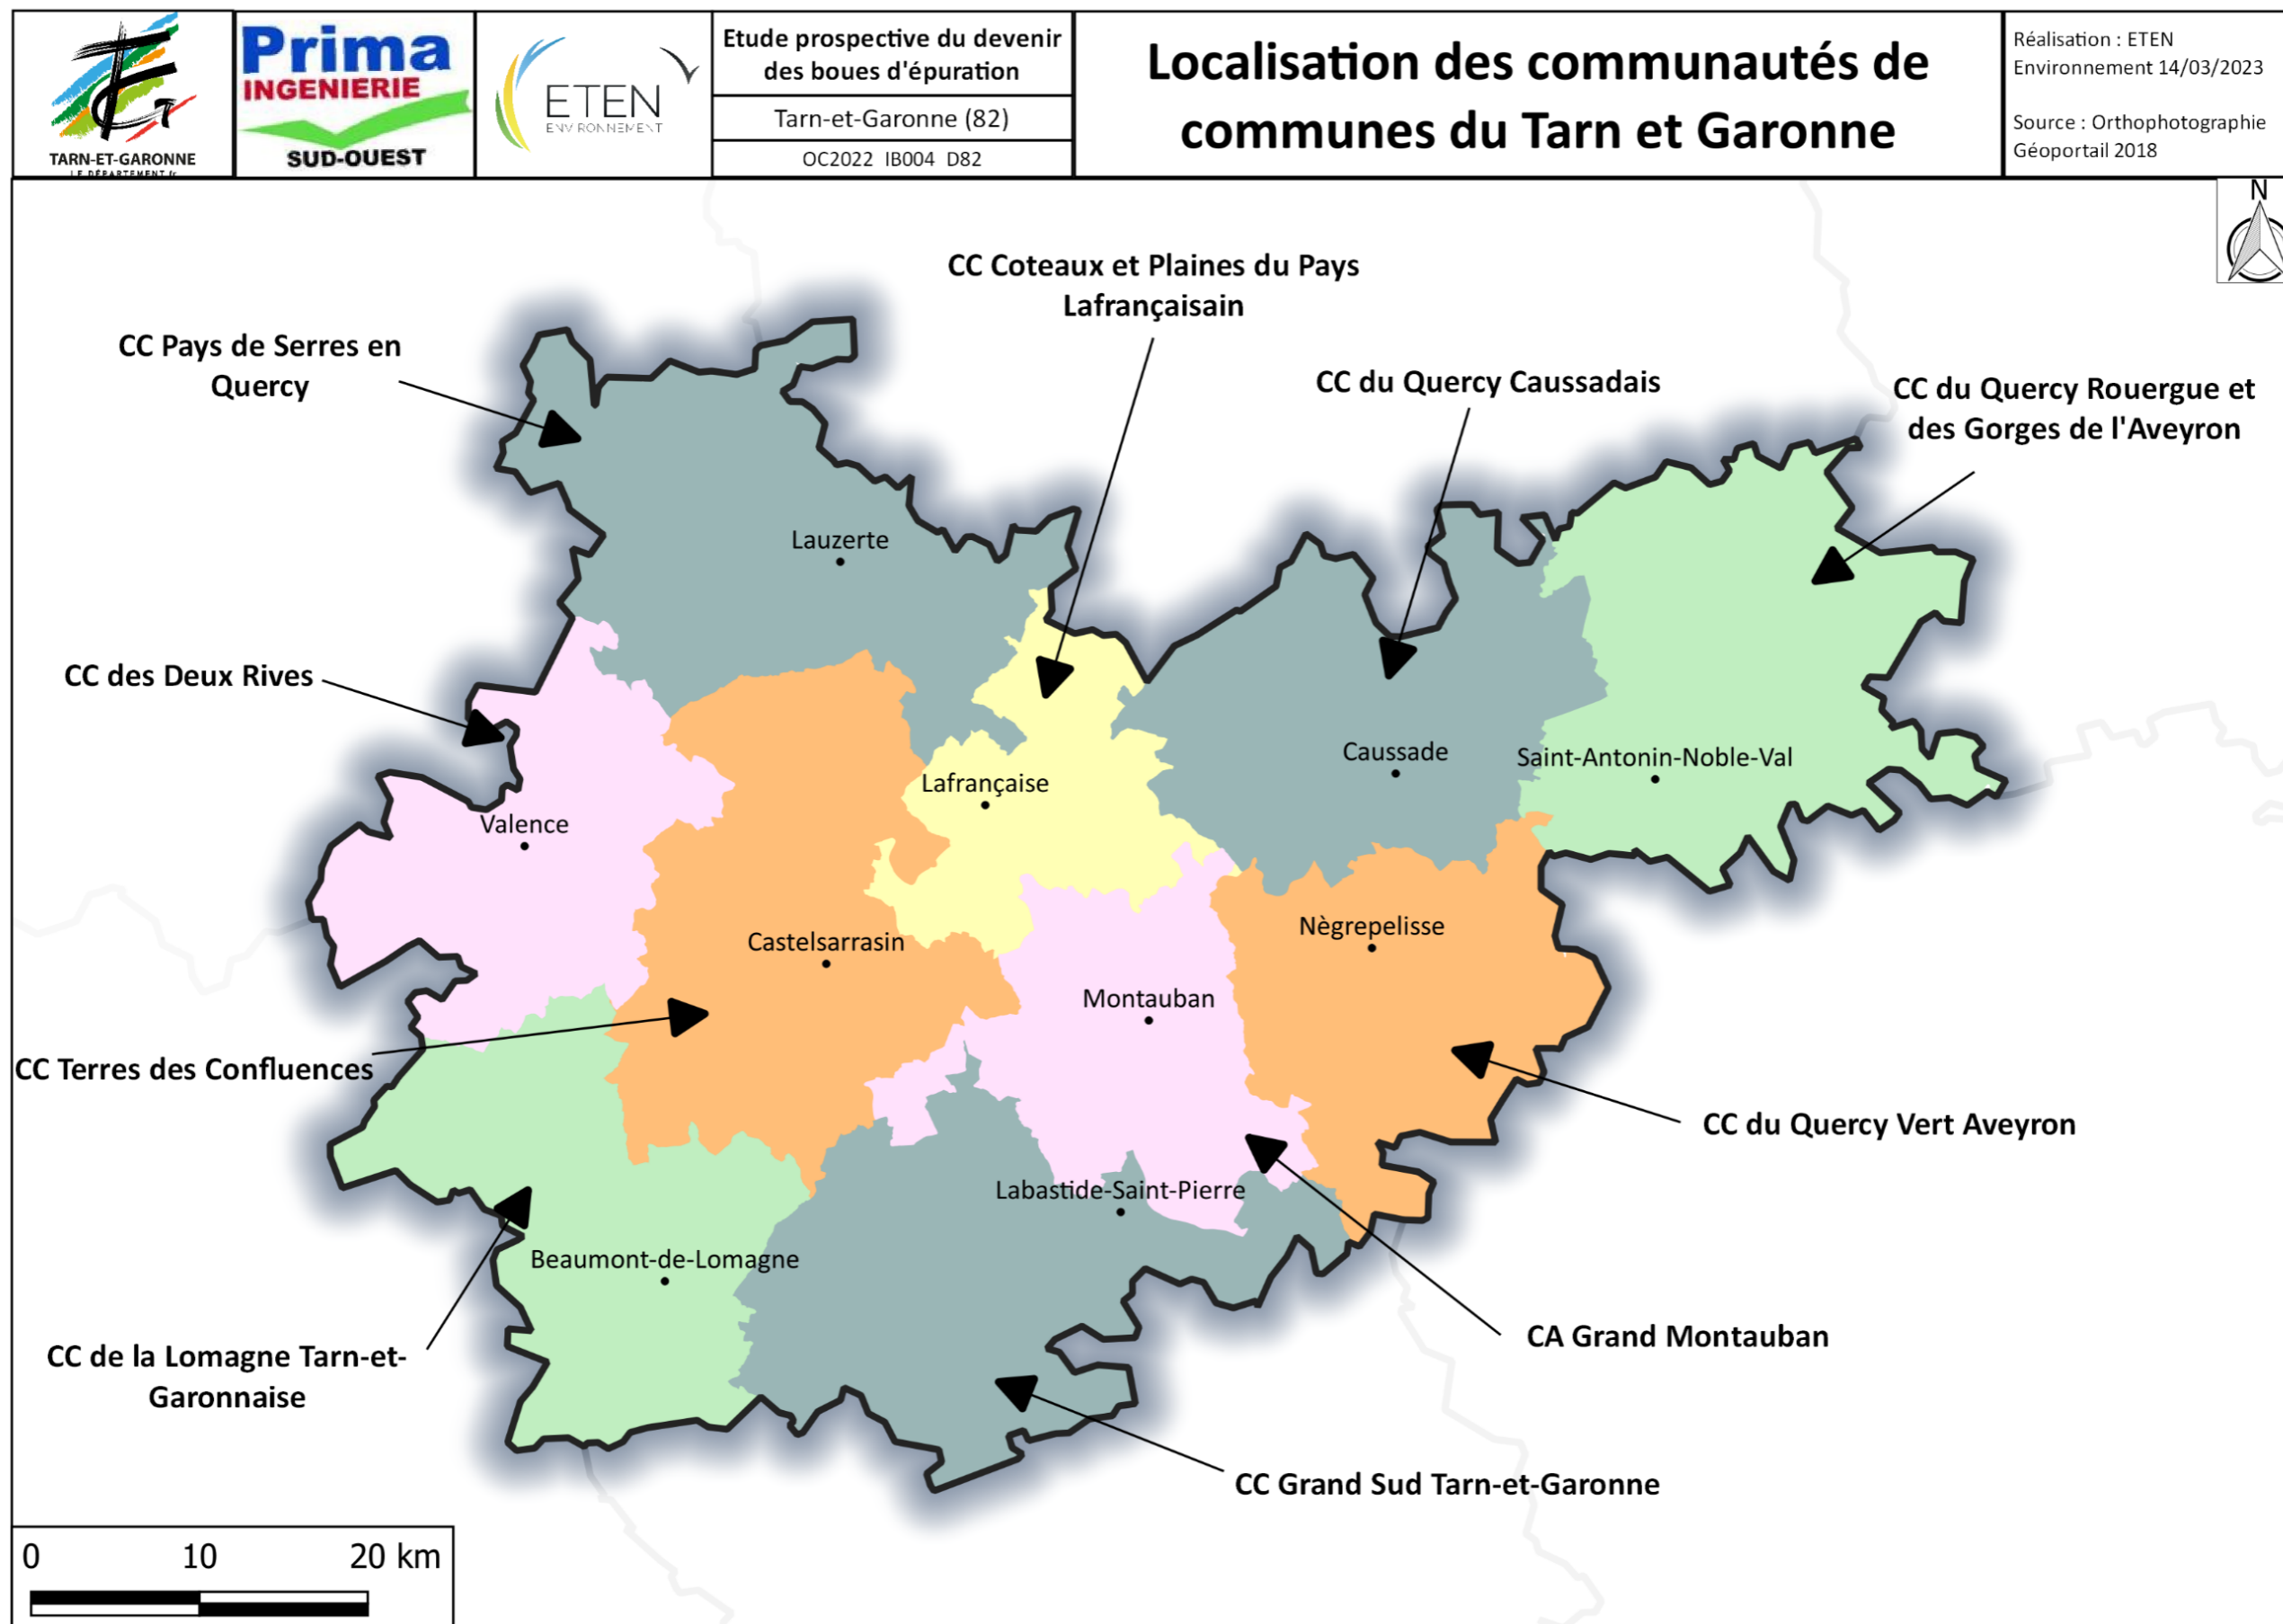 TARN-ET-GARONNE
LE DÉPARTEMENT.fr
Prima
INGENIERIE
SUD-OUEST
ETEN
ENVIRONNEMENT
Etude prospective du devenir
des boues d'épuration
Tarn-et-Garonne (82)
OC2022 IB004 D82
Localisation des communautés de
communes du Tarn et Garonne
Réalisation : ETEN
Environnement 14/03/2023
Source : Orthophotographie
Géoportail 2018
N
CC Coteaux et Plaines du Pays
Lafrançaisain
CC Pays de Serres en
Quercy
CC du Quercy Caussadais
CC du Quercy Rouergue et
des Gorges de l'Aveyron
Lauzerte
CC des Deux Rives
Caussade
Saint-Antonin-Noble-Val
Lafrançaise
Valence
Nègrepelisse
Castelsarrasin
Montauban
CC Terres des Confluences
CC du Quercy Vert Aveyron
Labastide-Saint-Pierre
Beaumont-de-Lomagne
CA Grand Montauban
CC de la Lomagne Tarn-et-
Garonnaise
CC Grand Sud Tarn-et-Garonne
0 10 20 km